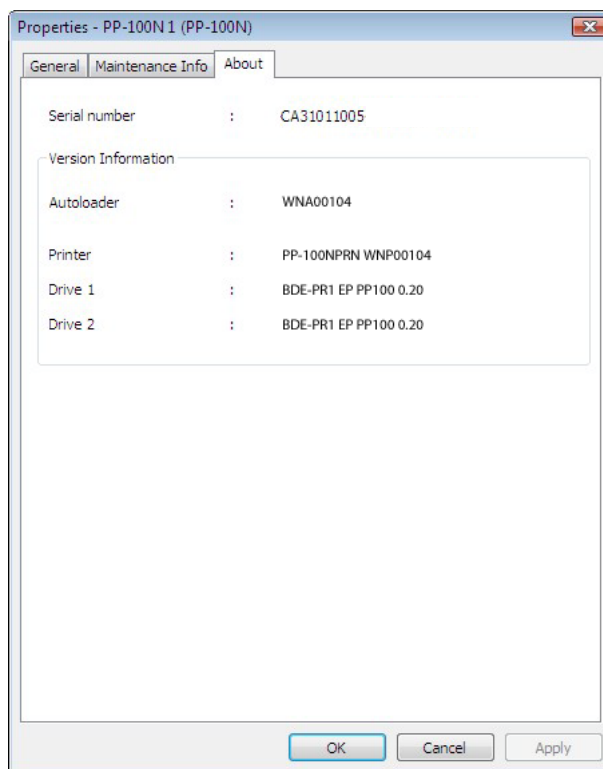 Properties - PP-100N 1 (PP-100N)
General Maintenance Info About
Serial number : CA31011005
Version Information
Autoloader : WNA00104
Printer : PP-100NPRN WNP00104
Drive 1 : BDE-PR1 EP PP100 0.20
Drive 2 : BDE-PR1 EP PP100 0.20
OK Cancel Apply